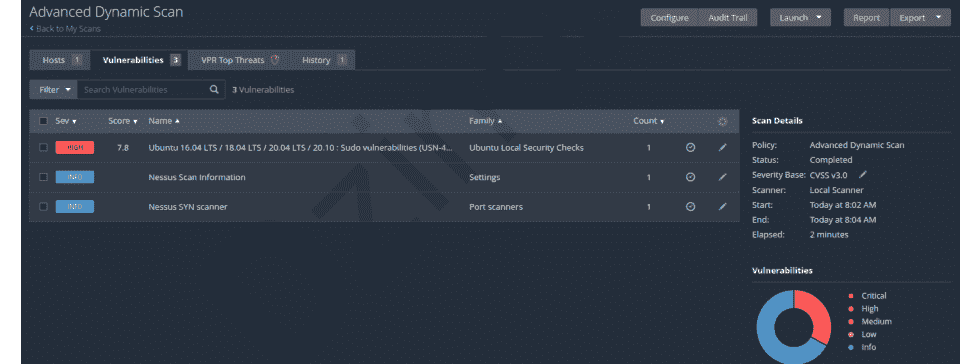 Advanced Dynamic Scan
Back to My Scans
Configure Audit Trail Launch Report Export
Hosts 1 Vulnerabilities 3 VPR Top Threats History 1
Filter Search Vulnerabilities 3 Vulnerabilities
Sev Score Name Family Count
HIGH 7.8 Ubuntu 16.04 LTS / 18.04 LTS / 20.04 LTS / 20.10 : Sudo vulnerabilities (USN-4... Ubuntu Local Security Checks 1
INFO Nessus Scan Information Settings 1
INFO Nessus SYN scanner Port scanners 1
Scan Details
Policy: Advanced Dynamic Scan
Status: Completed
Severity Base: CVSS v3.0
Scanner: Local Scanner
Start: Today at 8:02 AM
End: Today at 8:04 AM
Elapsed: 2 minutes
Vulnerabilities
Critical
High
Medium
Low
Info